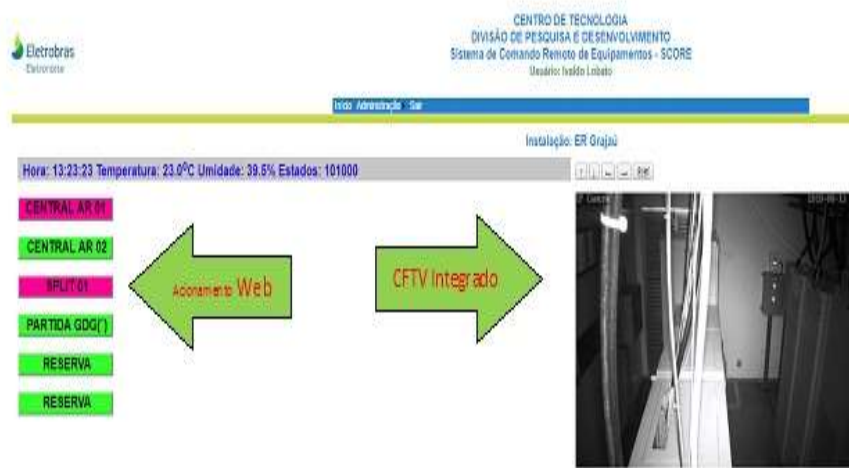 Eletrobras
Eletronorte
CENTRO DE TECNOLOGIA
DIVISÃO DE PESQUISA E DESENVOLVIMENTO
Sistema de Comando Remoto de Equipamentos - SCORE
Usuário: Ivaldo Lobato
Início Administração Sair
Instalação: ER Grajaú
Hora: 13:23:23 Temperatura: 23.0ºC Umidade: 39.5% Estados: 101000
CENTRAL AR 01
CENTRAL AR 02
SPLIT 01
PARTIDA GDG(*)
RESERVA
RESERVA
Acionamento Web
CFTV Integrado